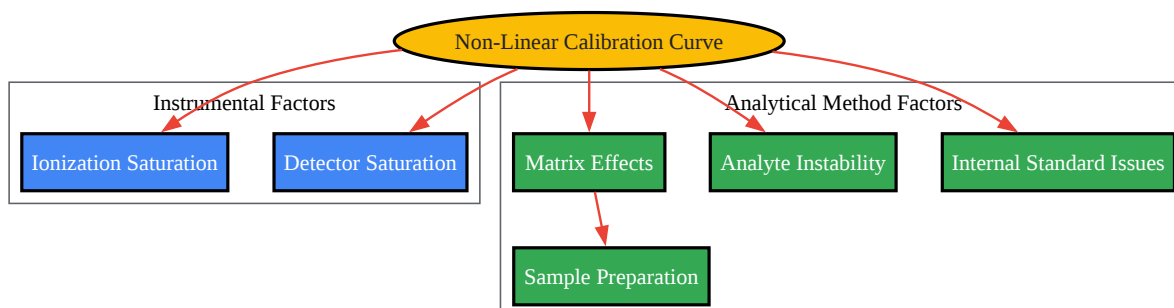 Non-Linear Calibration Curve
Instrumental Factors
Analytical Method Factors
Ionization Saturation
Detector Saturation
Matrix Effects
Analyte Instability
Internal Standard Issues
Sample Preparation